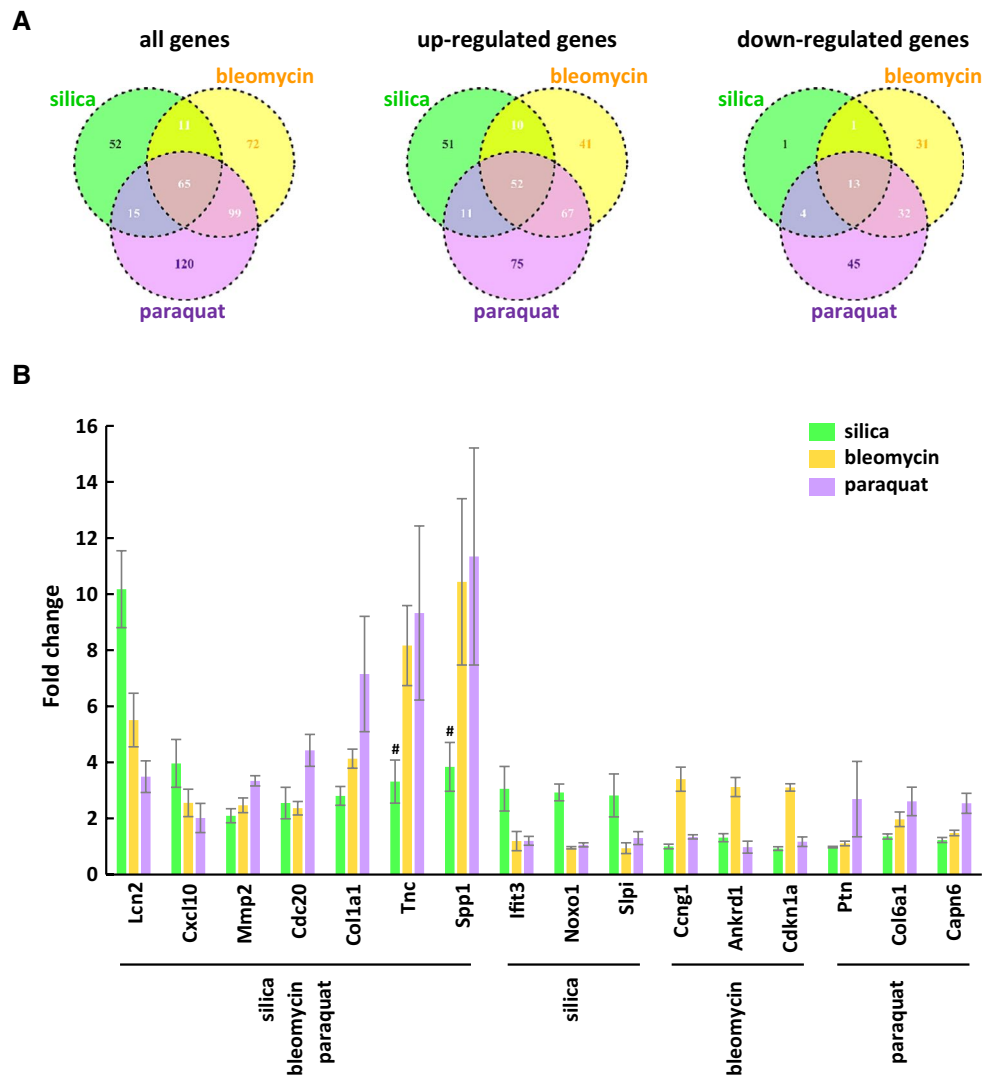 A
all genes
up-regulated genes
down-regulated genes
silica
bleomycin
52
11
72
65
15
99
120
paraquat
silica
bleomycin
51
10
41
52
11
67
75
paraquat
silica
bleomycin
1
1
31
13
4
32
45
paraquat
B
Fold change
16
14
12
10
8
6
4
2
0
silica
bleomycin
paraquat
#
#
Lcn2
Cxcl10
Mmp2
Cdc20
Col1a1
Tnc
Spp1
Ifit3
Noxo1
Slpi
Ccng1
Ankrd1
Cdkn1a
Ptn
Col6a1
Capn6
silica
bleomycin
paraquat
silica
bleomycin
paraquat